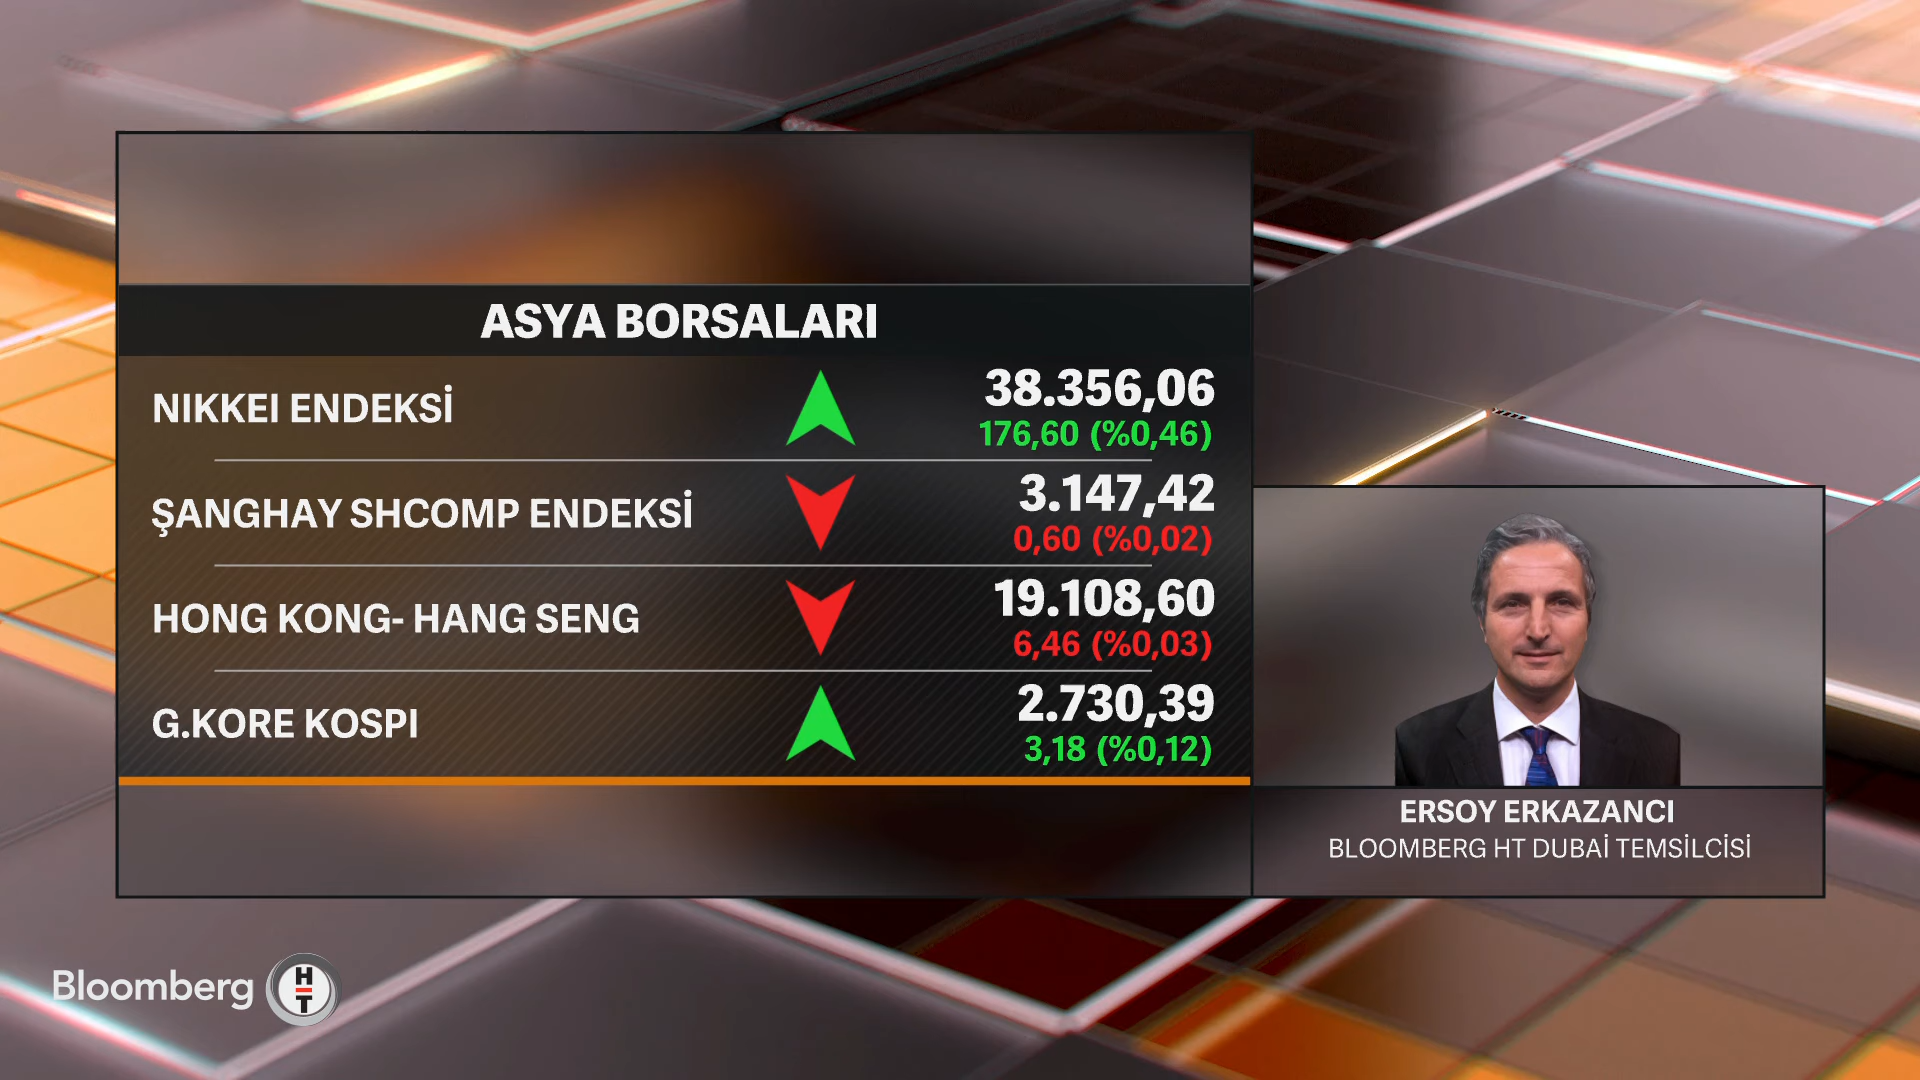 ASYA BORSALARI
NIKKEI ENDEKSİ
38.356,06
176,60 (%0,46)
ŞANGHAY SHCOMP ENDEKSİ
3.147,42
0,60 (%0,02)
HONG KONG- HANG SENG
19.108,60
6,46 (%0,03)
G.KORE KOSPI
2.730,39
3,18 (%0,12)
ERSOY ERKAZANCI
BLOOMBERG HT DUBAİ TEMSİLCİSİ
Bloomberg HT